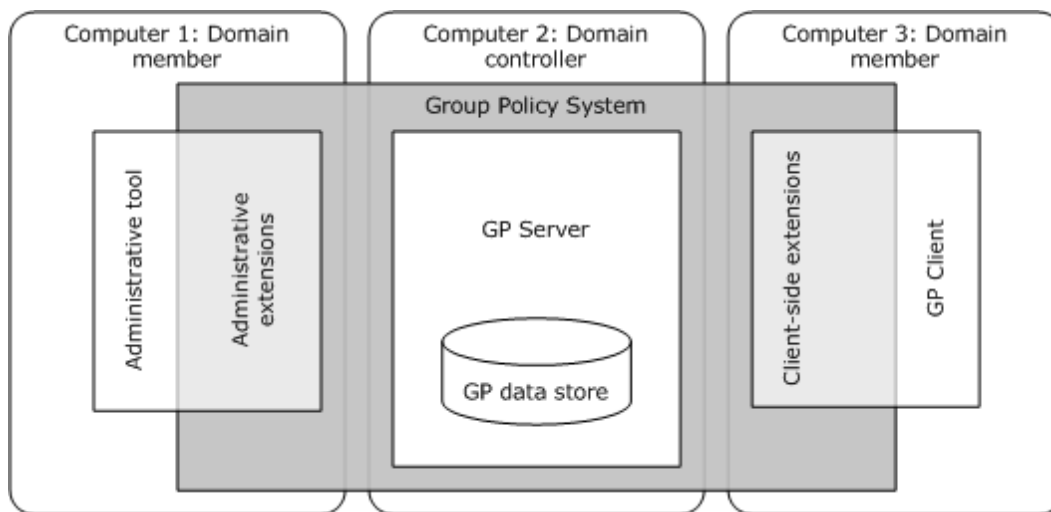 Computer 1: Domain
member
Computer 2: Domain
controller
Computer 3: Domain
member
Group Policy System
Administrative tool
Administrative
extensions
GP Server
GP data store
Client-side extensions
GP Client